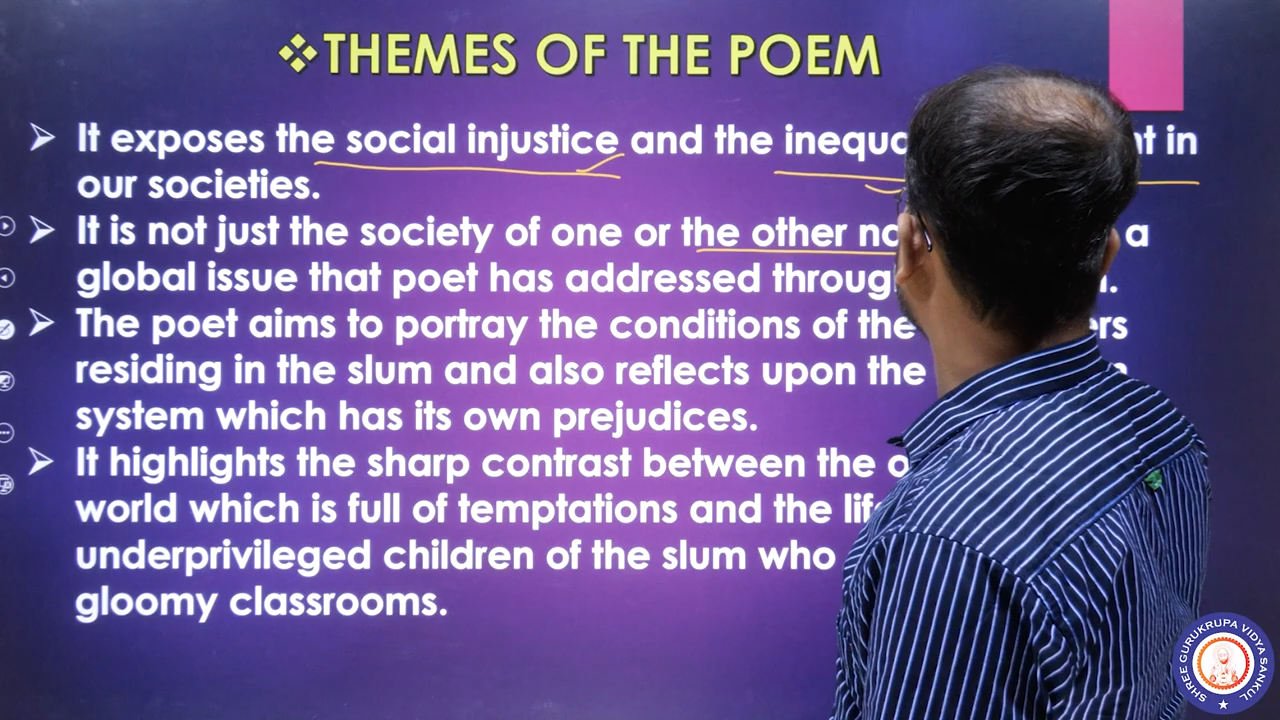 THEMES OF THE POEM
It exposes the social injustice and the in
our societies.
It is not just the society of one or the other a
global issue that poet has addressed
The poet aims to portray the conditions of the
residing in the slum and also reflects upon the
system which has its own prejudices.
It highlights the sharp contrast between the
world which is full of temptations and the
underprivileged children of the slum who
gloomy classrooms.
SHREE GURUKRUPA VIDYA SANKUL